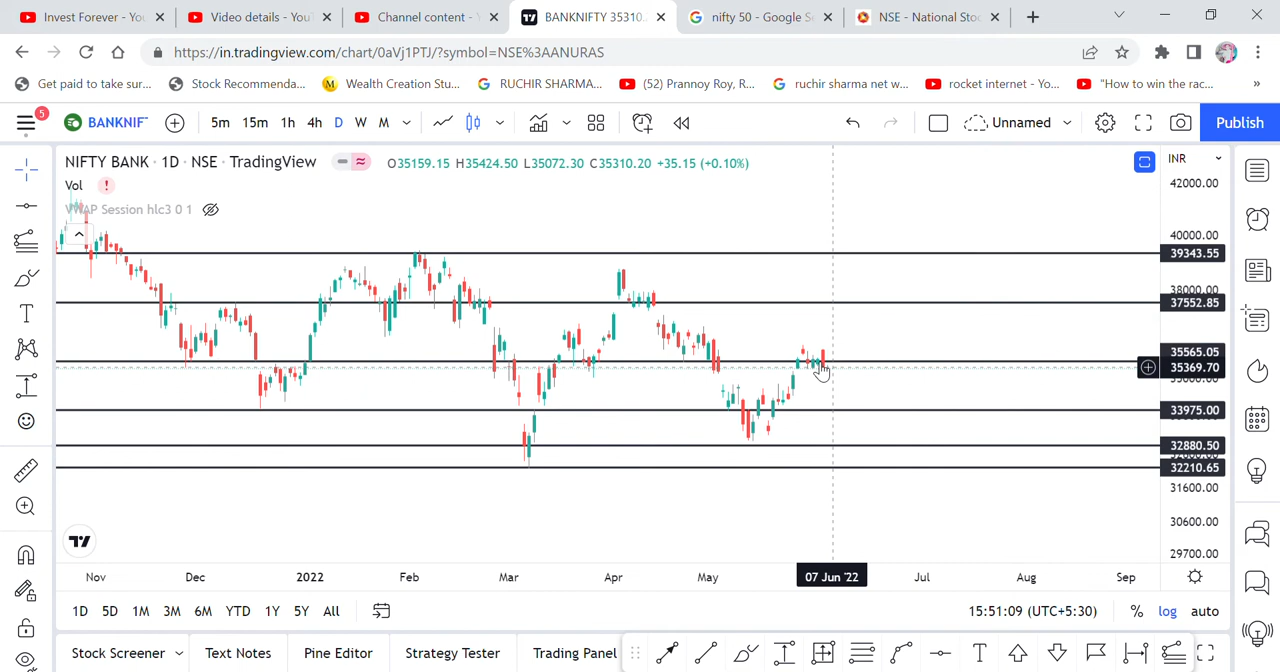 Invest Forever - You
Video details - YouT
Channel content -
BANKNIFTY 35310.
nifty 50 - Google S
NSE - National Sto
https://in.tradingview.com/chart/0aVj1PTJ/?symbol=NSE%3AANURAS
Get paid to take sur...
Stock Recommenda...
Wealth Creation Stu...
RUCHIR SHARMA...
(52) Prannoy Roy, R...
ruchir sharma net w...
rocket internet - Yo...
"How to win the rac...
»
5
BANKNIF
5m 15m 1h 4h D W M
Unnamed
Publish
NIFTY BANK · 1D · NSE · TradingView
O35159.15 H35424.50 L35072.30 C35310.20 +35.15 (+0.10%)
INR
Vol
VWAP Session hlc3 0 1
42000.00
40000.00
39343.55
38000.00
37552.85
35565.05
35369.70
35000.00
33975.00
32880.50
32210.65
31600.00
30600.00
29700.00
Nov Dec 2022 Feb Mar Apr May 07 Jun '22 Jul Aug Sep
1D 5D 1M 3M 6M YTD 1Y 5Y All
15:51:09 (UTC+5:30) % log auto
Stock Screener Text Notes Pine Editor Strategy Tester Trading Panel